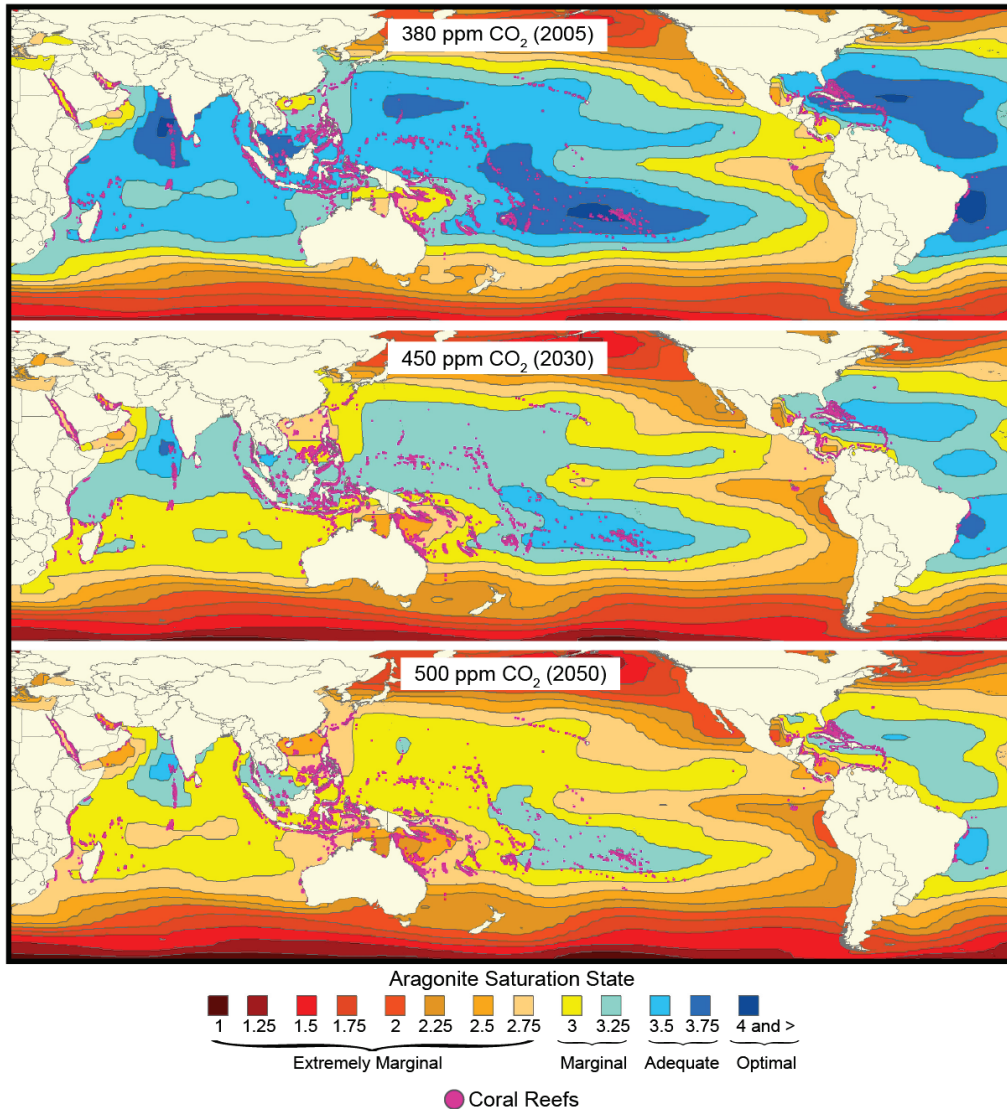 380 ppm CO₂ (2005)
450 ppm CO₂ (2030)
500 ppm CO₂ (2050)
Aragonite Saturation State
1 1.25 1.5 1.75 2 2.25 2.5 2.75 3 3.25 3.5 3.75 4 and >
Extremely Marginal Marginal Adequate Optimal
Coral Reefs